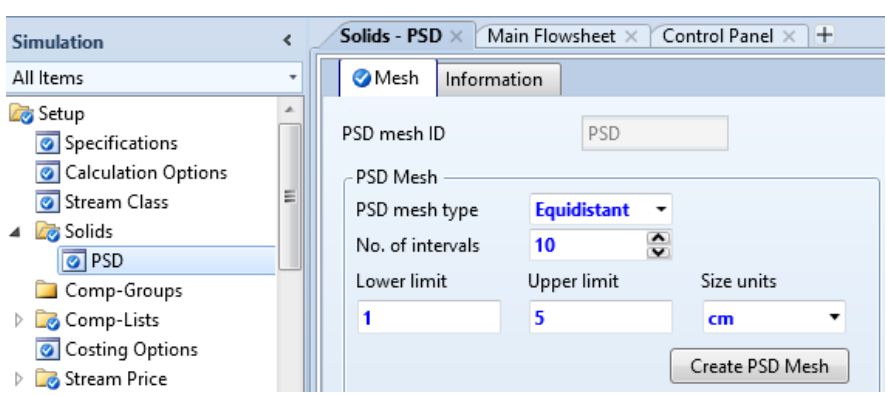 Simulation
All Items
Setup
Specifications
Calculation Options
Stream Class
Solids
PSD
Comp-Groups
Comp-Lists
Costing Options
Stream Price
Solids - PSD Main Flowsheet Control Panel +
Mesh Information
PSD mesh ID PSD
PSD Mesh
PSD mesh type Equidistant
No. of intervals 10
Lower limit Upper limit Size units
1 5 cm
Create PSD Mesh